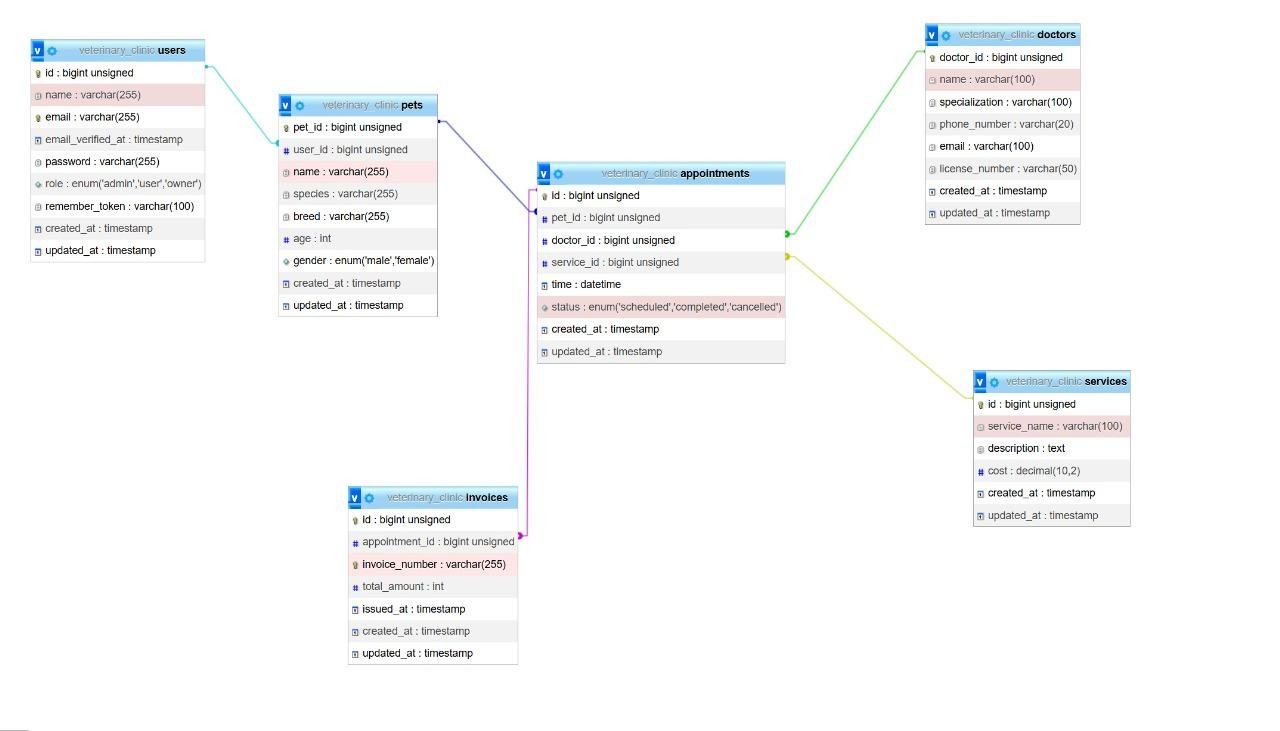 veterinary_clinic users
id : bigint unsigned
name : varchar(255)
email : varchar(255)
email_verified_at : timestamp
password : varchar(255)
role : enum('admin','user','owner')
remember_token : varchar(100)
created_at : timestamp
updated_at : timestamp
veterinary_clinic pets
pet_id : bigint unsigned
user_id : bigint unsigned
name : varchar(255)
species : varchar(255)
breed : varchar(255)
age : int
gender : enum('male','female')
created_at : timestamp
updated_at : timestamp
veterinary_clinic appointments
id : bigint unsigned
pet_id : bigint unsigned
doctor_id : bigint unsigned
service_id : bigint unsigned
time : datetime
status : enum('scheduled','completed','cancelled')
created_at : timestamp
updated_at : timestamp
veterinary_clinic doctors
doctor_id : bigint unsigned
name : varchar(100)
specialization : varchar(100)
phone_number : varchar(20)
email : varchar(100)
license_number : varchar(50)
created_at : timestamp
updated_at : timestamp
veterinary_clinic services
id : bigint unsigned
service_name : varchar(100)
description : text
cost : decimal(10,2)
created_at : timestamp
updated_at : timestamp
veterinary_clinic invoices
id : bigint unsigned
appointment_id : bigint unsigned
invoice_number : varchar(255)
total_amount : int
issued_at : timestamp
created_at : timestamp
updated_at : timestamp